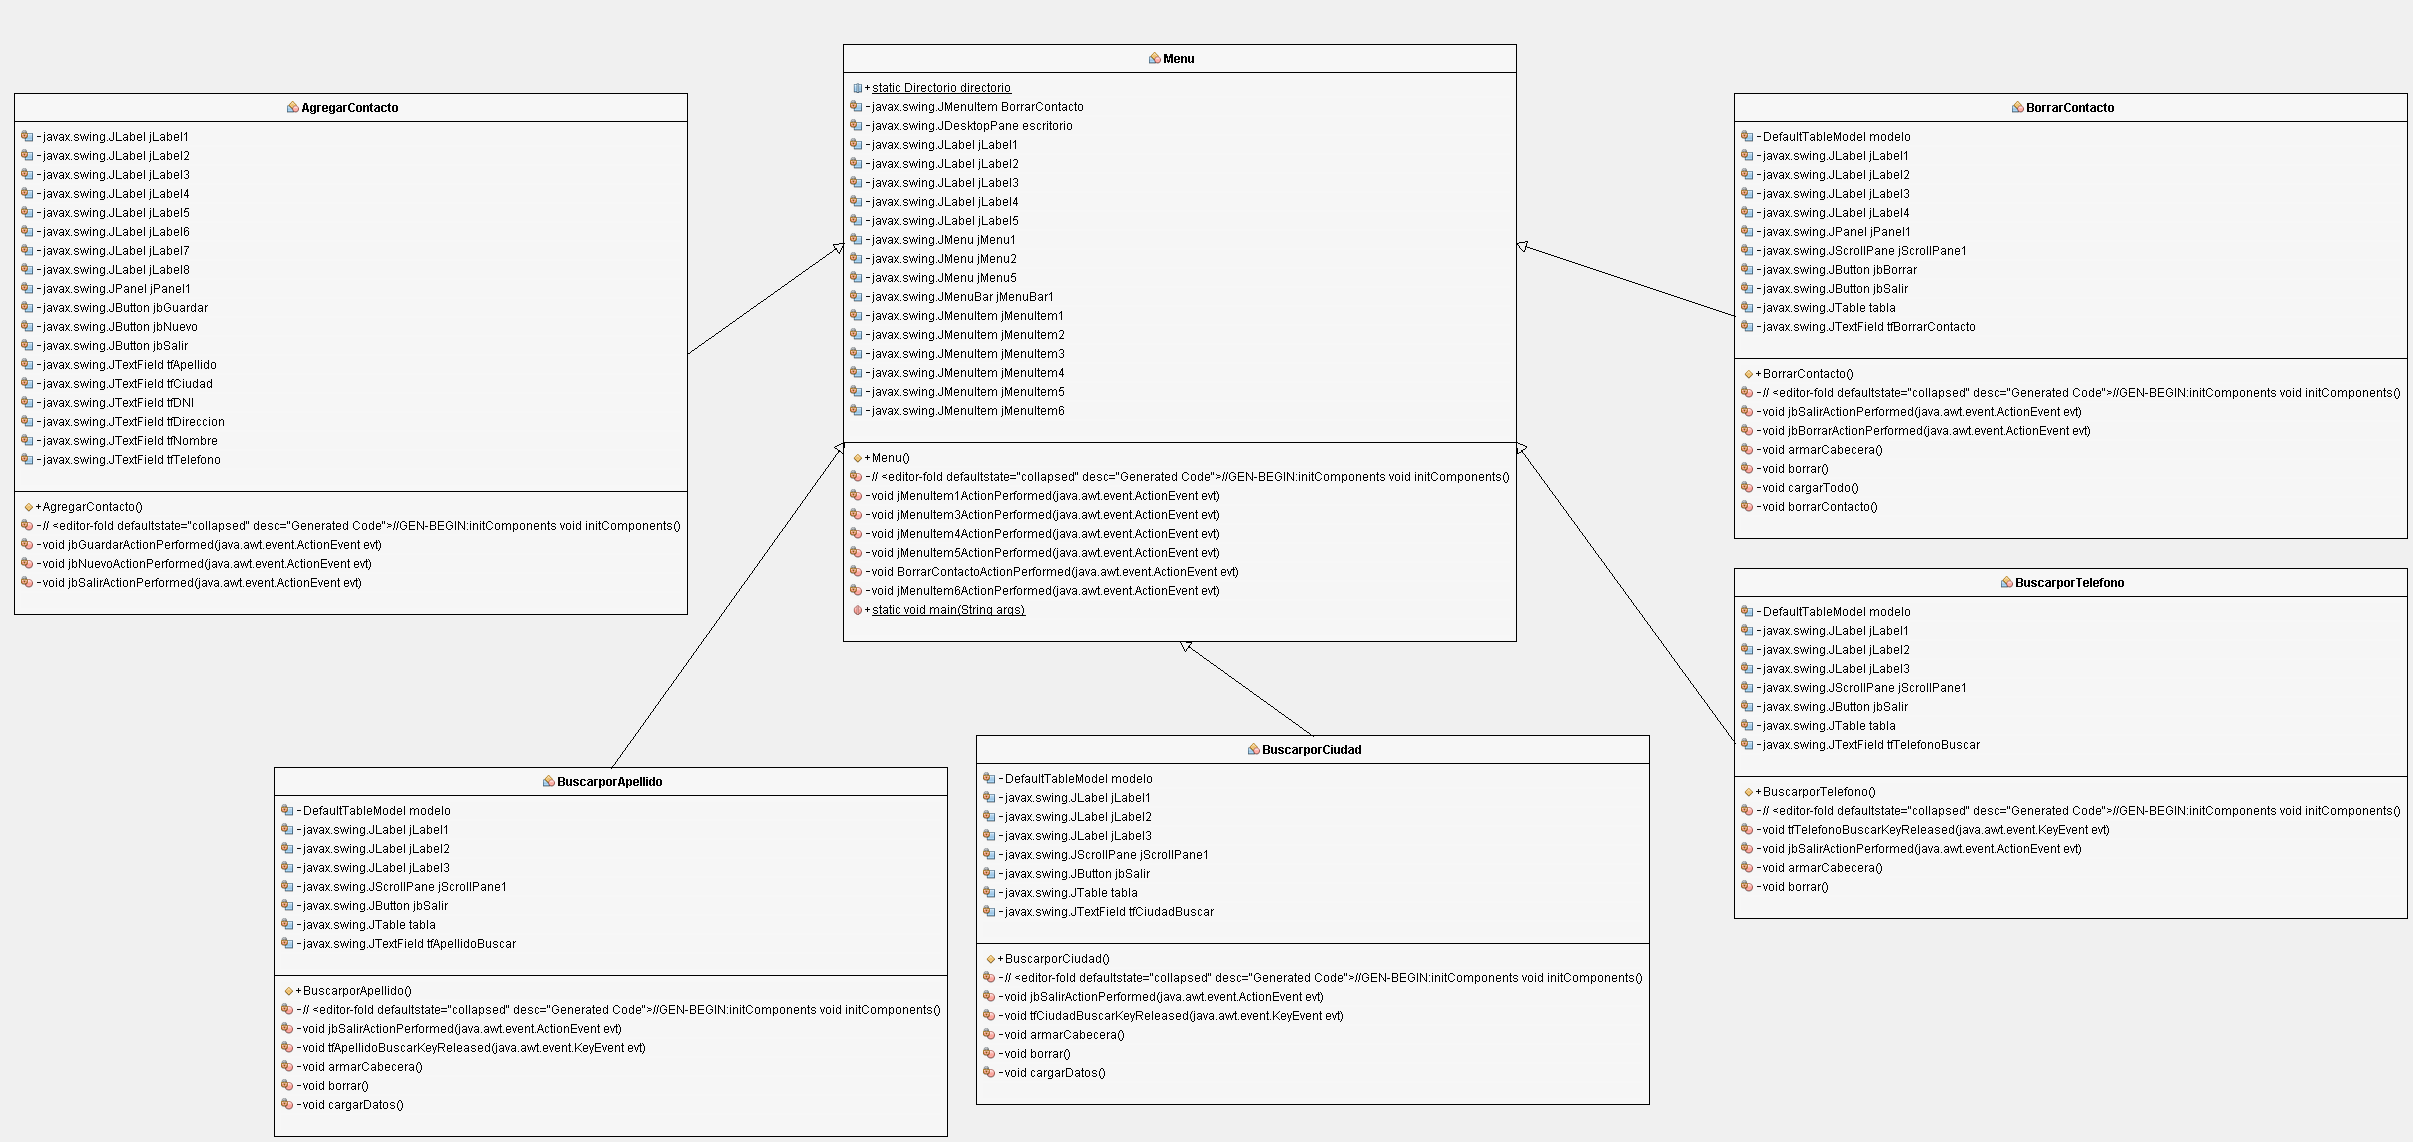 AgregarContacto
-javax.swing.JLabel jLabel1
-javax.swing.JLabel jLabel2
-javax.swing.JLabel jLabel3
-javax.swing.JLabel jLabel4
-javax.swing.JLabel jLabel5
-javax.swing.JLabel jLabel6
-javax.swing.JLabel jLabel7
-javax.swing.JLabel jLabel8
-javax.swing.JPanel jPanel1
-javax.swing.JButton jbGuardar
-javax.swing.JButton jbNuevo
-javax.swing.JButton jbSalir
-javax.swing.JTextField tfApellido
-javax.swing.JTextField tfCiudad
-javax.swing.JTextField tfDNI
-javax.swing.JTextField tfDireccion
-javax.swing.JTextField tfNombre
-javax.swing.JTextField tfTelefono
+AgregarContacto()
-// <editor-fold defaultstate="collapsed" desc="Generated Code">//GEN-BEGIN:initComponents void initComponents()
-void jbGuardarActionPerformed(java.awt.event.ActionEvent evt)
-void jbNuevoActionPerformed(java.awt.event.ActionEvent evt)
-void jbSalirActionPerformed(java.awt.event.ActionEvent evt)
Menu
+static Directorio directorio
-javax.swing.JMenuItem BorrarContacto
-javax.swing.JDesktopPane escritorio
-javax.swing.JLabel jLabel1
-javax.swing.JLabel jLabel2
-javax.swing.JLabel jLabel3
-javax.swing.JLabel jLabel4
-javax.swing.JLabel jLabel5
-javax.swing.JMenu jMenu1
-javax.swing.JMenu jMenu2
-javax.swing.JMenu jMenu5
-javax.swing.JMenuBar jMenuBar1
-javax.swing.JMenuItem jMenuItem1
-javax.swing.JMenuItem jMenuItem2
-javax.swing.JMenuItem jMenuItem3
-javax.swing.JMenuItem jMenuItem4
-javax.swing.JMenuItem jMenuItem5
-javax.swing.JMenuItem jMenuItem6
+Menu()
-// <editor-fold defaultstate="collapsed" desc="Generated Code">//GEN-BEGIN:initComponents void initComponents()
-void jMenuItem1ActionPerformed(java.awt.event.ActionEvent evt)
-void jMenuItem3ActionPerformed(java.awt.event.ActionEvent evt)
-void jMenuItem4ActionPerformed(java.awt.event.ActionEvent evt)
-void jMenuItem5ActionPerformed(java.awt.event.ActionEvent evt)
-void BorrarContactoActionPerformed(java.awt.event.ActionEvent evt)
-void jMenuItem6ActionPerformed(java.awt.event.ActionEvent evt)
+static void main(String args)
BorrarContacto
-DefaultTableModel modelo
-javax.swing.JLabel jLabel1
-javax.swing.JLabel jLabel2
-javax.swing.JLabel jLabel3
-javax.swing.JLabel jLabel4
-javax.swing.JPanel jPanel1
-javax.swing.JScrollPane jScrollPane1
-javax.swing.JButton jbBorrar
-javax.swing.JButton jbSalir
-javax.swing.JTable tabla
-javax.swing.JTextField tfBorrarContacto
+BorrarContacto()
-// <editor-fold defaultstate="collapsed" desc="Generated Code">//GEN-BEGIN:initComponents void initComponents()
-void jbSalirActionPerformed(java.awt.event.ActionEvent evt)
-void jbBorrarActionPerformed(java.awt.event.ActionEvent evt)
-void armarCabecera()
-void borrar()
-void cargarTodo()
-void borrarContacto()
BuscarporTelefono
-DefaultTableModel modelo
-javax.swing.JLabel jLabel1
-javax.swing.JLabel jLabel2
-javax.swing.JLabel jLabel3
-javax.swing.JScrollPane jScrollPane1
-javax.swing.JButton jbSalir
-javax.swing.JTable tabla
-javax.swing.JTextField tfTelefonoBuscar
+BuscarporTelefono()
-// <editor-fold defaultstate="collapsed" desc="Generated Code">//GEN-BEGIN:initComponents void initComponents()
-void tfTelefonoBuscarKeyReleased(java.awt.event.KeyEvent evt)
-void jbSalirActionPerformed(java.awt.event.ActionEvent evt)
-void armarCabecera()
-void borrar()
BuscarporApellido
-DefaultTableModel modelo
-javax.swing.JLabel jLabel1
-javax.swing.JLabel jLabel2
-javax.swing.JLabel jLabel3
-javax.swing.JScrollPane jScrollPane1
-javax.swing.JButton jbSalir
-javax.swing.JTable tabla
-javax.swing.JTextField tfApellidoBuscar
+BuscarporApellido()
-// <editor-fold defaultstate="collapsed" desc="Generated Code">//GEN-BEGIN:initComponents void initComponents()
-void jbSalirActionPerformed(java.awt.event.ActionEvent evt)
-void tfApellidoBuscarKeyReleased(java.awt.event.KeyEvent evt)
-void armarCabecera()
-void borrar()
-void cargarDatos()
BuscarporCiudad
-DefaultTableModel modelo
-javax.swing.JLabel jLabel1
-javax.swing.JLabel jLabel2
-javax.swing.JLabel jLabel3
-javax.swing.JScrollPane jScrollPane1
-javax.swing.JButton jbSalir
-javax.swing.JTable tabla
-javax.swing.JTextField tfCiudadBuscar
+BuscarporCiudad()
-// <editor-fold defaultstate="collapsed" desc="Generated Code">//GEN-BEGIN:initComponents void initComponents()
-void jbSalirActionPerformed(java.awt.event.ActionEvent evt)
-void tfCiudadBuscarKeyReleased(java.awt.event.KeyEvent evt)
-void armarCabecera()
-void borrar()
-void cargarDatos()